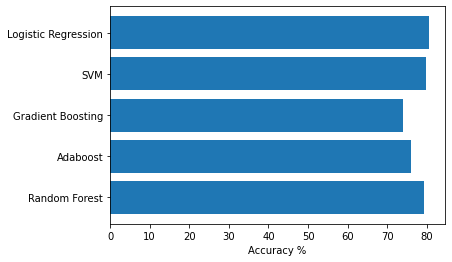 Logistic Regression
SVM
Gradient Boosting
Adaboost
Random Forest
0 10 20 30 40 50 60 70 80
Accuracy %